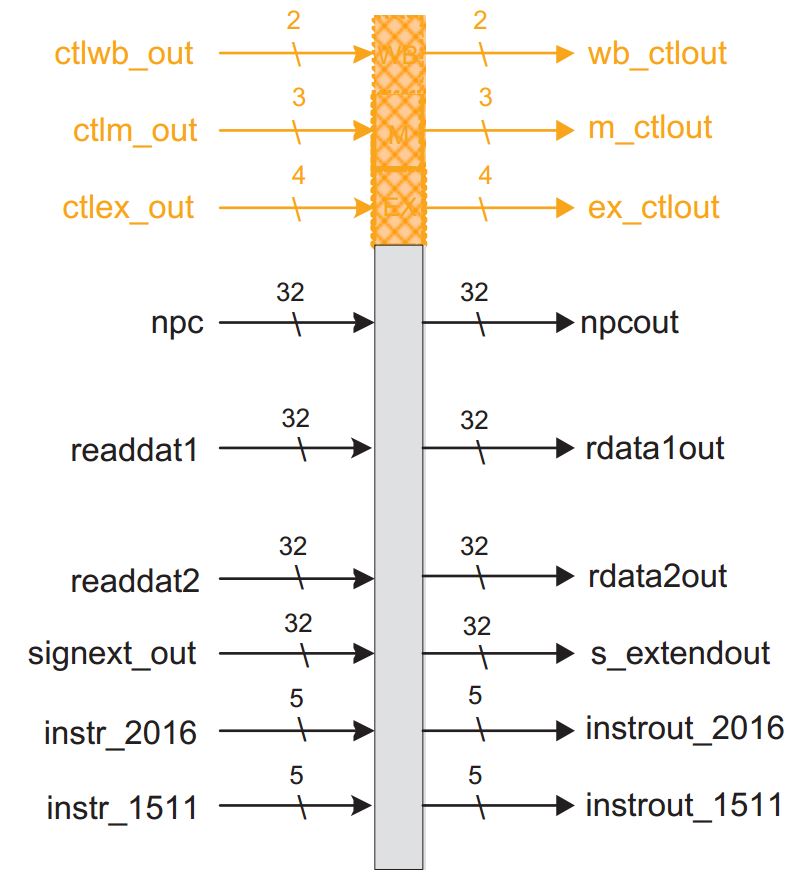 2 2
ctlwb_out WB wb_ctlout
3 3
ctlm_out M m_ctlout
4 4
ctlex_out EX ex_ctlout
32 32
npc npcout
32 32
readdat1 rdata1out
32 32
readdat2 rdata2out
32 32
signext_out s_extendout
5 5
instr_2016 instrout_2016
5 5
instr_1511 instrout_1511